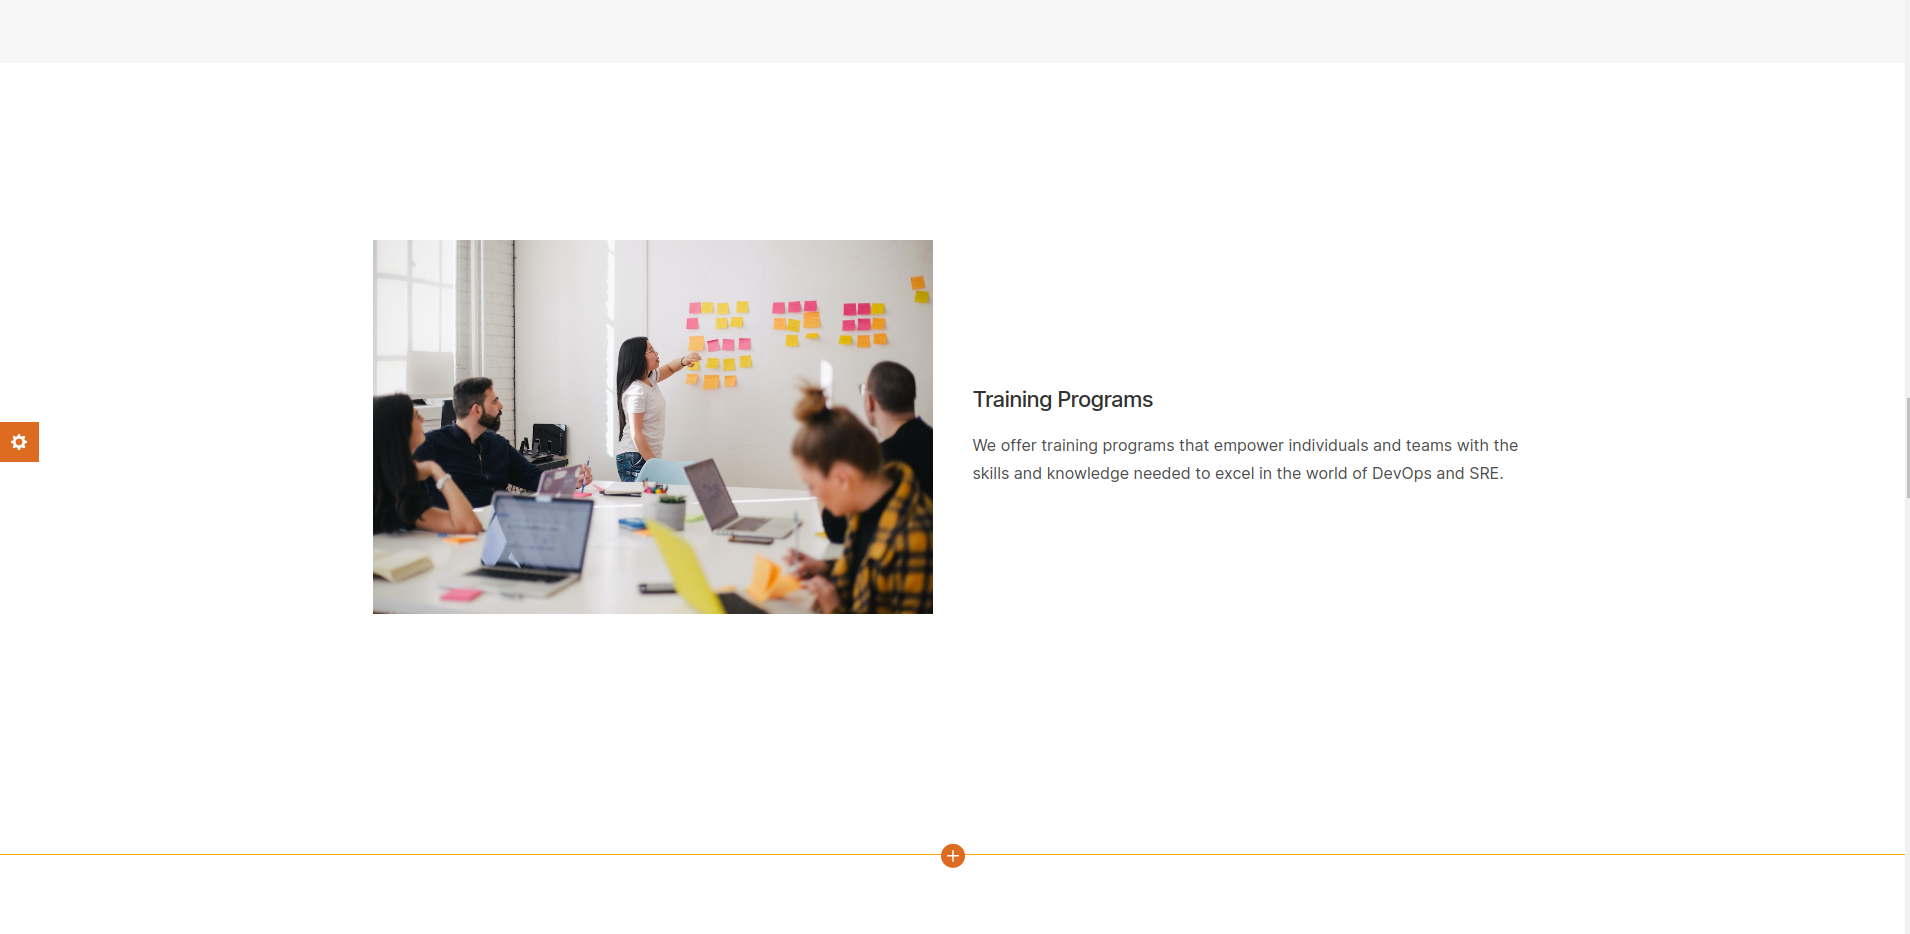 Training Programs
We offer training programs that empower individuals and teams with the
skills and knowledge needed to excel in the world of DevOps and SRE.